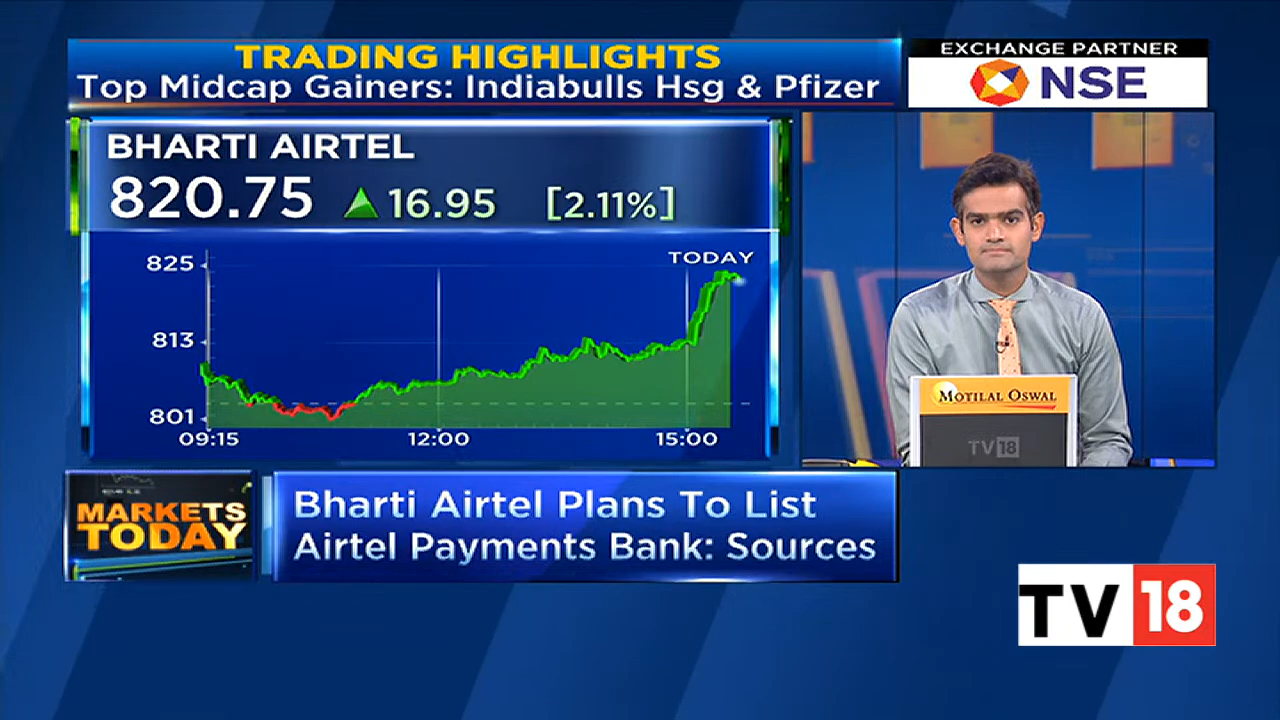 TRADING HIGHLIGHTS
Top Midcap Gainers: Indiabulls Hsg & Pfizer
EXCHANGE PARTNER
NSE
BHARTI AIRTEL
820.75 ▲ 16.95 [2.11%]
TODAY
825
813
801
09:15 12:00 15:00
MOTILAL OSWAL
TV18
MARKETS
TODAY
Bharti Airtel Plans To List
Airtel Payments Bank: Sources
TV18